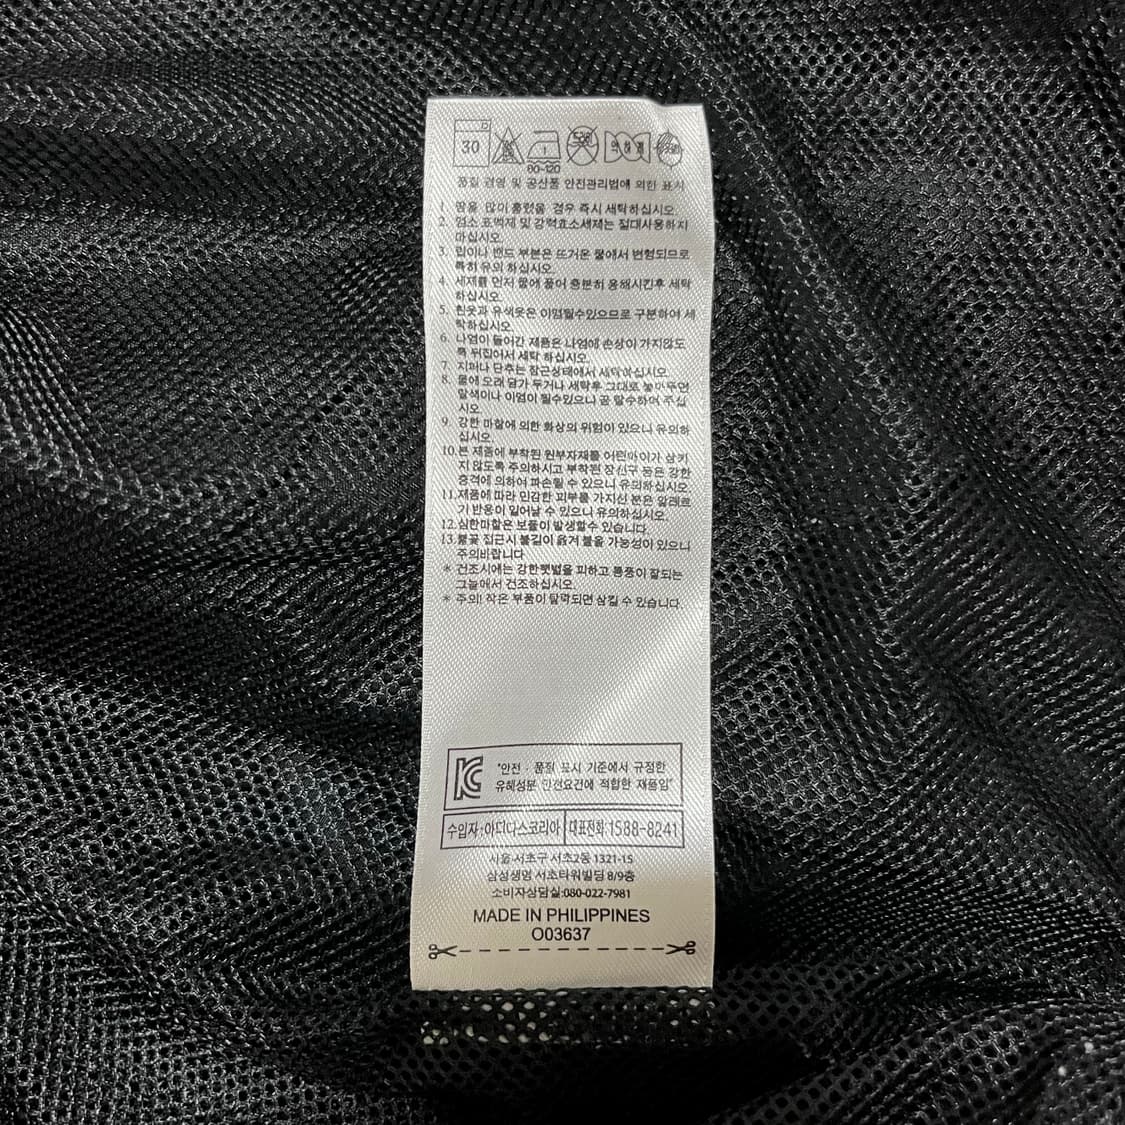 30
80~120
품질 경영 및 공산품 안전관리법에 의한 표시
1. 땀을 많이 흘렸을 경우 즉시 세탁하십시오.
2. 염소 표백제 및 강력효소세제는 절대사용하지
마십시오.
3. 립이나 밴드 부분은 뜨거운 물에서 변형되므로
특히 유의 하십시오.
4. 세제를 먼저 물에 풀어 충분히 용해시킨후 세탁
하십시오.
5. 흰옷과 유색옷은 이염될수있으므로 구분하여 세
탁하십시오.
6. 나염이 들어간 제품은 나염에 손상이 가지않도
록 뒤집어서 세탁 하십시오.
7. 지퍼나 단추는 잠근상태에서 세탁하십시오.
8. 물에 오래 담가 두거나 세탁후 그대로 놓아두면
탈색이나 이염이 될수있으니 곧 탈수하여 주십
시오.
9. 강한 마찰에 의한 화상의 위험이 있으니 유의하
십시오.
10.본 제품에 부착된 원부자재를 어린아이가 삼키
지 않도록 주의하시고 부착된 장신구 등은 강한
충격에 의하여 파손될 수 있으니 유의하십시오.
11.제품에 따라 민감한 피부를 가지신 분은 알레르
기 반응이 일어날 수 있으니 유의하십시오.
12.심한마찰은 보풀이 발생할수 있습니다.
13.불꽃 접근시 불길이 옮겨 붙을 가능성이 있으니
주의바랍니다
* 건조시에는 강한햇볕을 피하고 통풍이 잘되는
그늘에서 건조하십시오.
* 주의! 작은 부품이 탈락되면 삼킬 수 있습니다.
"안전 · 품질 표시 기준에서 규정한
유해성분 안전요건에 적합한 제품임"
수입자:아디다스코리아 대표전화:1588-8241
서울 서초구 서초2동 1321-15
삼성생명 서초타워빌딩 8/9층
소비자상담실:080-022-7981
MADE IN PHILIPPINES
O03637